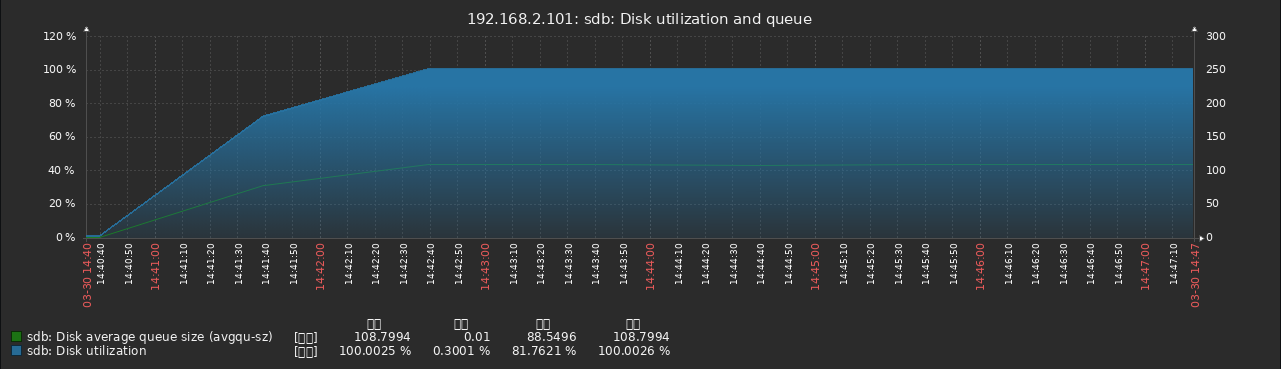 192.168.2.101: sdb: Disk utilization and queue
120 % 300
100 % 250
80 % 200
60 % 150
40 % 100
20 % 50
0 % 0
03-30 14:40 14:40:40 14:40:50 14:41:00 14:41:10 14:41:20 14:41:30 14:41:40 14:41:50 14:42:00 14:42:10 14:42:20 14:42:30 14:42:40 14:42:50 14:43:00 14:43:10 14:43:20 14:43:30 14:43:40 14:43:50 14:44:00 14:44:10 14:44:20 14:44:30 14:44:40 14:44:50 14:45:00 14:45:10 14:45:20 14:45:30 14:45:40 14:45:50 14:46:00 14:46:10 14:46:20 14:46:30 14:46:40 14:46:50 14:47:00 14:47:10 03-30 14:47
sdb: Disk average queue size (avgqu-sz) 108.7994 0.01 88.5496 108.7994
sdb: Disk utilization 100.0025 % 0.3001 % 81.7621 % 100.0026 %